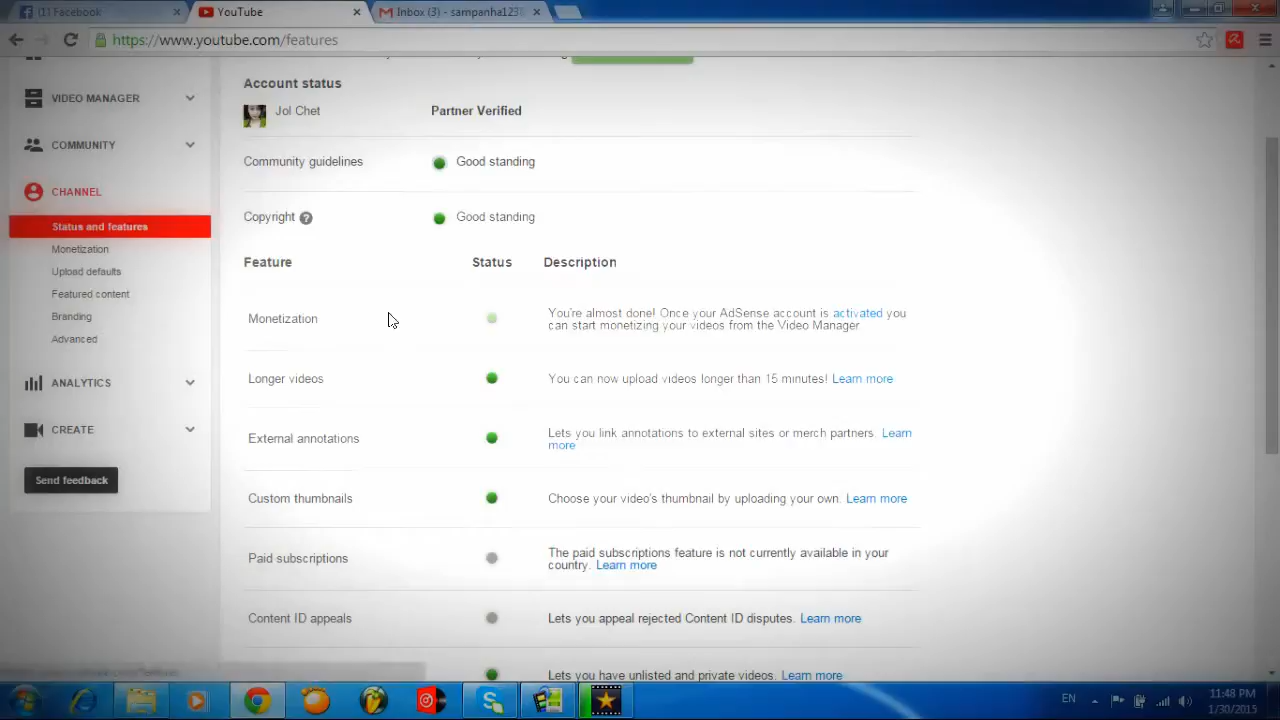 (1) Facebook
YouTube
Inbox (3) - sampanha123
https://www.youtube.com/features
VIDEO MANAGER
COMMUNITY
CHANNEL
Status and features
Monetization
Upload defaults
Featured content
Branding
Advanced
ANALYTICS
CREATE
Send feedback
Account status
Jol Chet Partner Verified
Community guidelines Good standing
Copyright ? Good standing
Feature Status Description
Monetization
You're almost done! Once your AdSense account is activated you
can start monetizing your videos from the Video Manager
Longer videos You can now upload videos longer than 15 minutes! Learn more
External annotations
Lets you link annotations to external sites or merch partners. Learn
more
Custom thumbnails Choose your video's thumbnail by uploading your own. Learn more
Paid subscriptions
The paid subscriptions feature is not currently available in your
country. Learn more
Content ID appeals Lets you appeal rejected Content ID disputes. Learn more
Lets you have unlisted and private videos. Learn more
EN
11:48 PM
1/30/2015